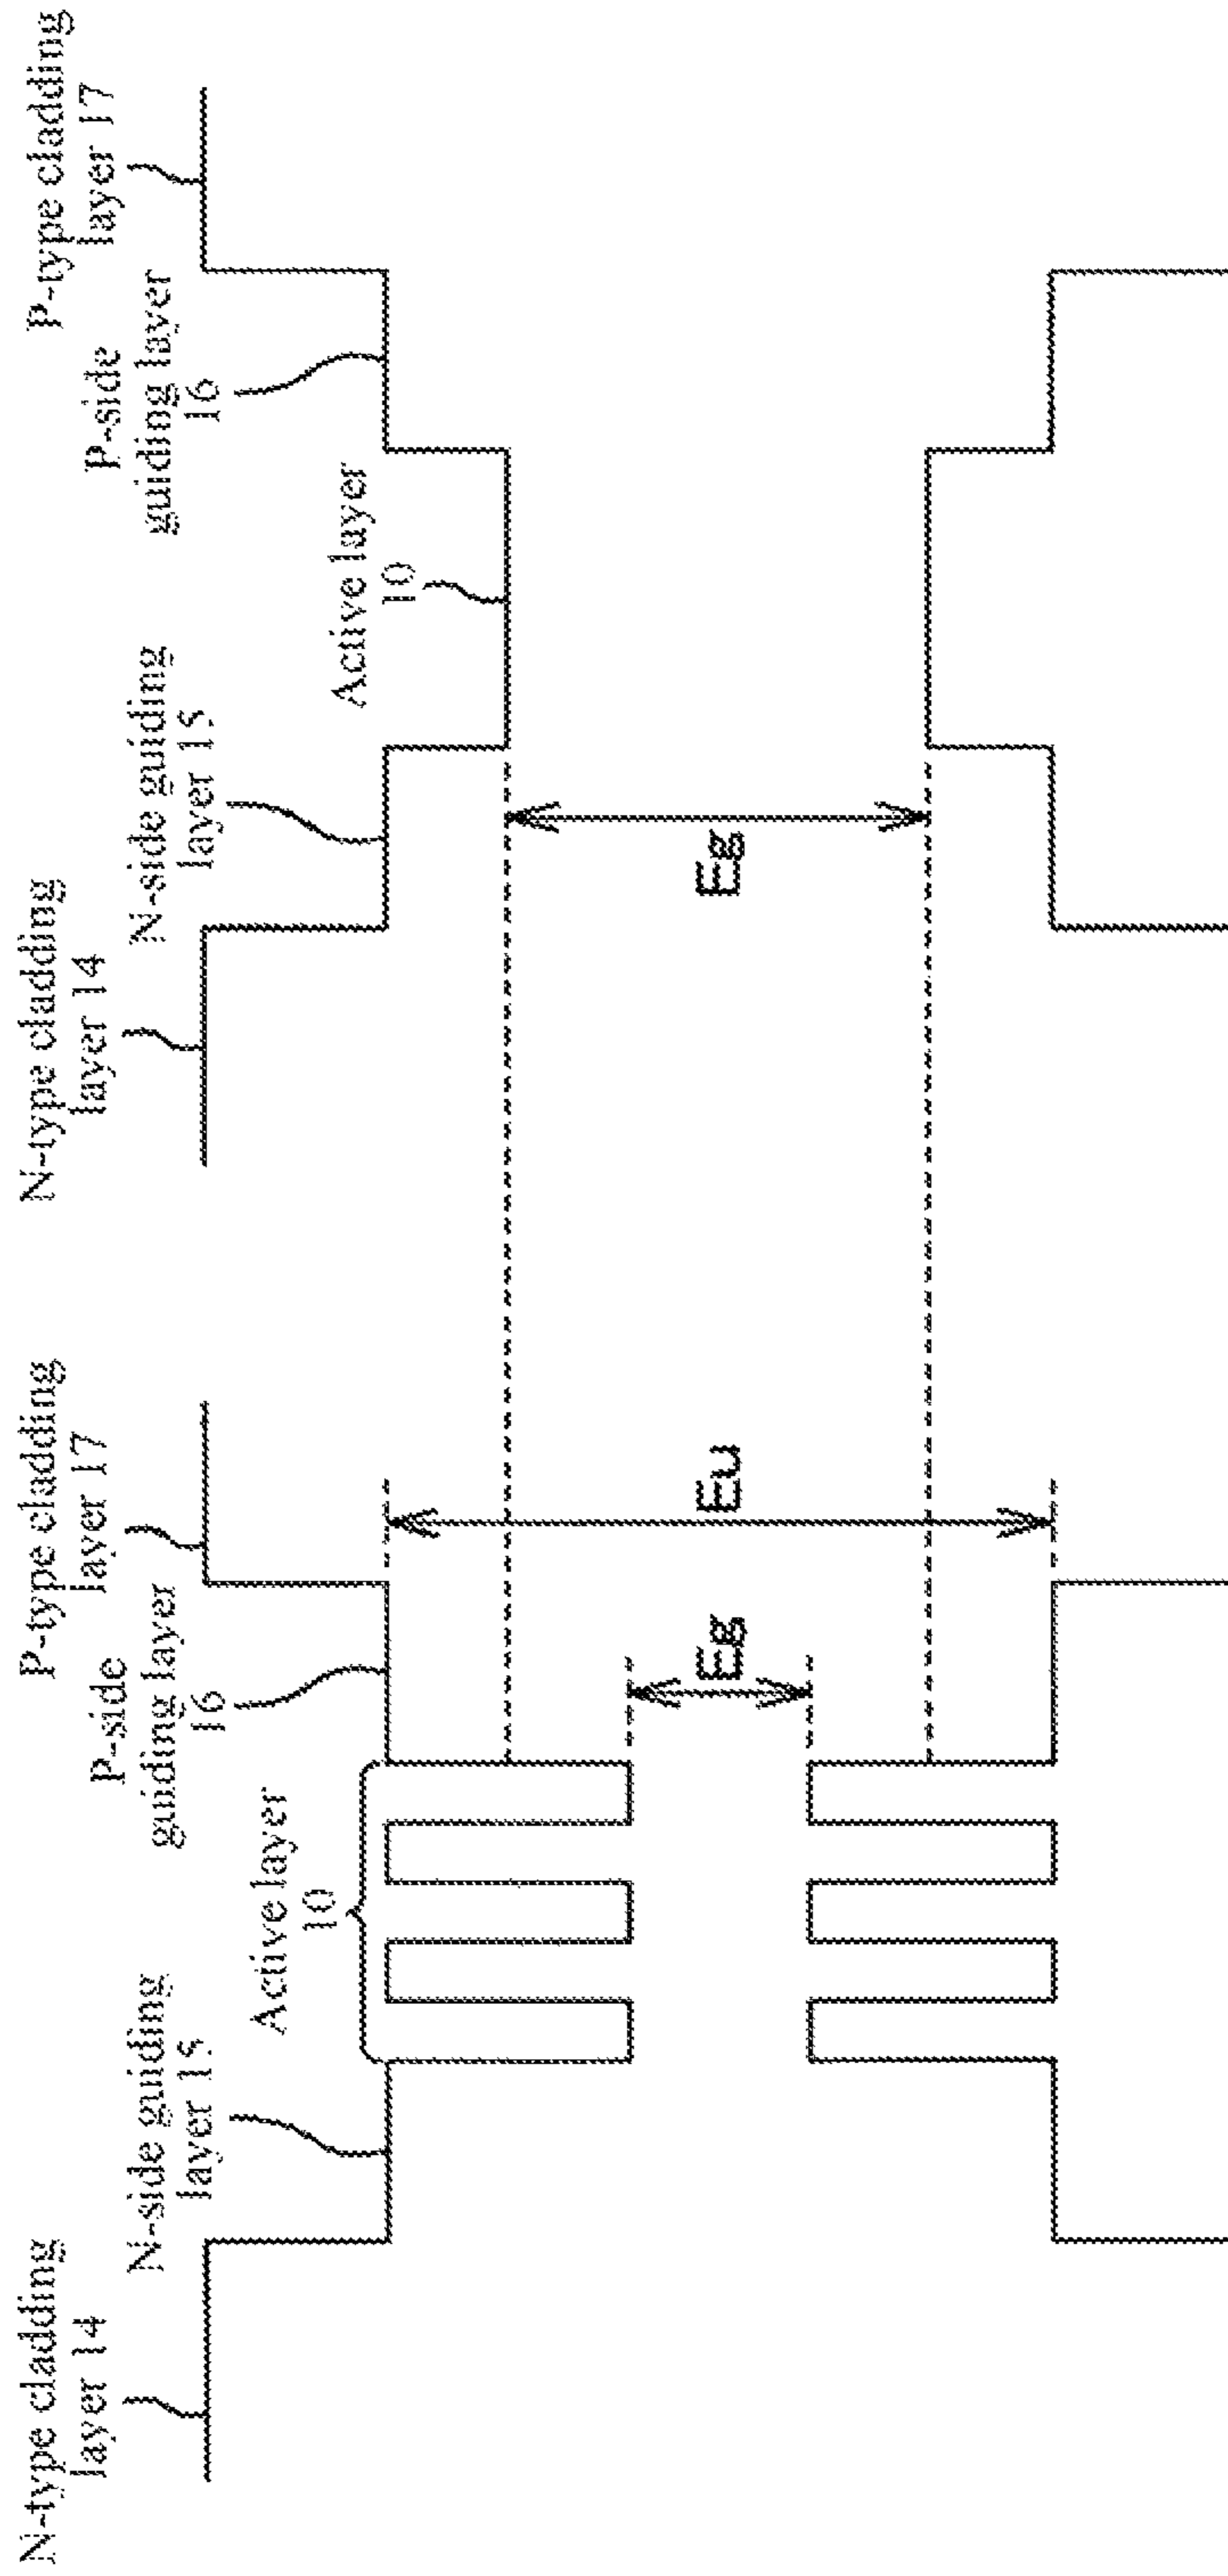 N-type cladding
layer 14
N-side guiding
layer 15
Active layer
10
P-side
guiding layer
16
P-type cladding
layer 17
Eg
Eu
N-type cladding
layer 14
N-side guiding
layer 15
Active layer
10
P-side
guiding layer
16
P-type cladding
layer 17
Eg